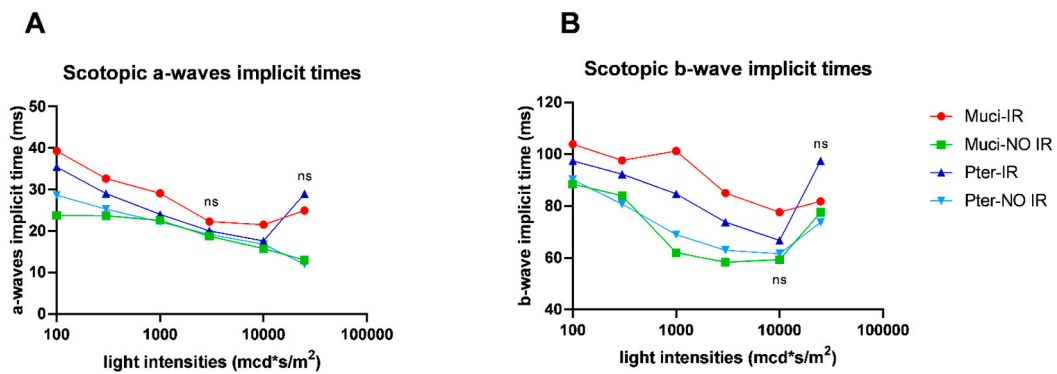 A
Scotopic a-waves implicit times
a-waves implicit time (ms)
50
40
30
20
10
0
ns
ns
100
1000
10000
100000
light intensities (mcd*s/m²)
B
Scotopic b-wave implicit times
b-wave implicit time (ms)
120
100
80
60
40
ns
ns
100
1000
10000
100000
light intensities (mcd*s/m²)
Muci-IR
Muci-NO IR
Pter-IR
Pter-NO IR